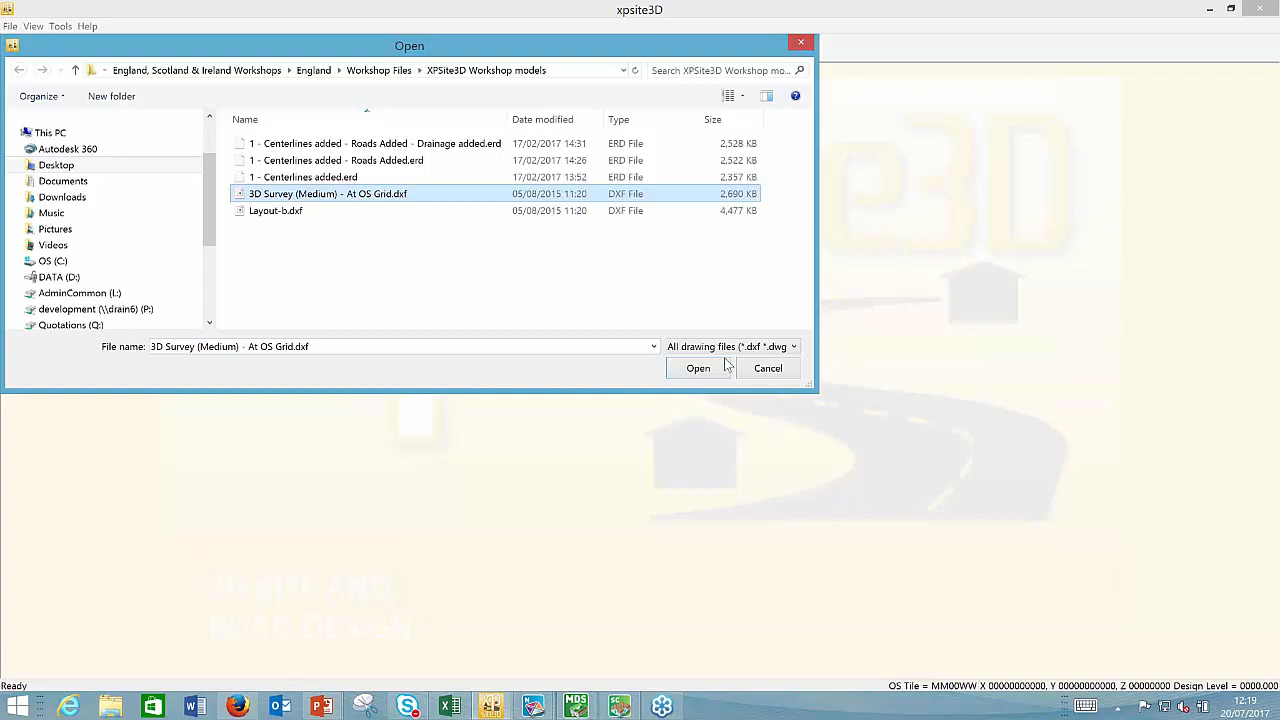 xpsite3D
File View Tools Help
Open
England, Scotland & Ireland Workshops England Workshop Files XPSite3D Workshop models
Search XPSite3D Workshop mo...
Organize New folder
Name Date modified Type Size
This PC
Autodesk 360
Desktop
Documents
Downloads
Music
Pictures
Videos
OS (C:)
DATA (D:)
AdminCommon (L:)
development (\\drain6) (P:)
Quotations (Q:)
1 - Centerlines added - Roads Added - Drainage added.erd 17/02/2017 14:31 ERD File 2,528 KB
1 - Centerlines added - Roads Added.erd 17/02/2017 14:26 ERD File 2,522 KB
1 - Centerlines added.erd 17/02/2017 13:52 ERD File 2,357 KB
3D Survey (Medium) - At OS Grid.dxf 05/08/2015 11:20 DXF File 2,690 KB
Layout-b.dxf 05/08/2015 11:20 DXF File 4,477 KB
File name: 3D Survey (Medium) - At OS Grid.dxf All drawing files (*.dxf *.dwg
Open Cancel
e3D
ROAD DESIGN
Ready OS Tile = MM00WW X 00000000000, Y 00000000000, Z 00000000 Design Level = 0000.000
MDS
12:19
20/07/2017